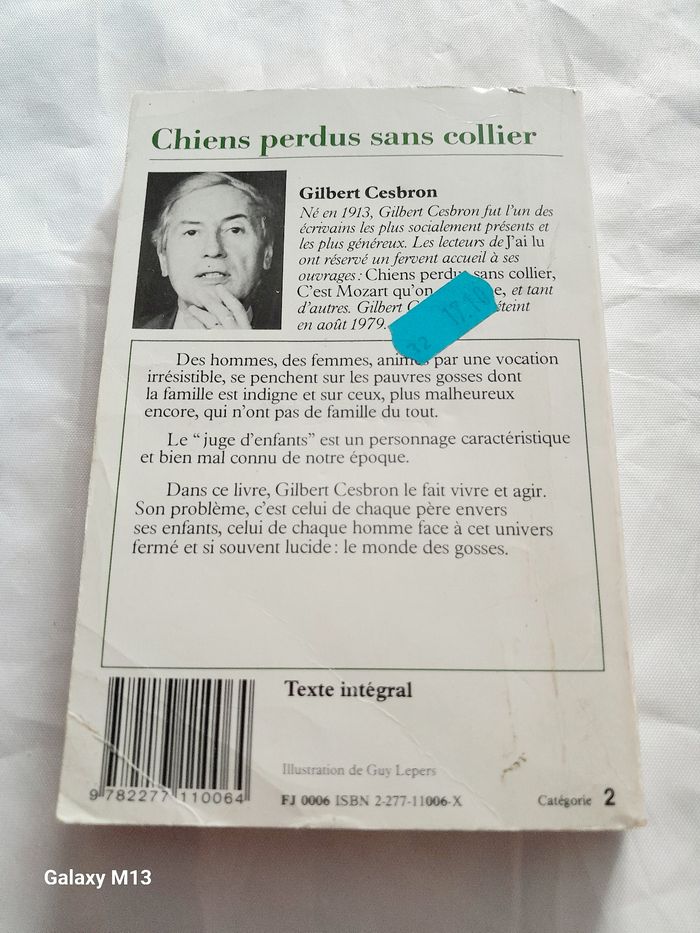 Chiens perdus sans collier
Gilbert Cesbron
Né en 1913, Gilbert Cesbron fut l'un des
écrivains les plus socialement présents et
les plus généreux. Les lecteurs de J'ai lu
ont réservé un fervent accueil à ses
ouvrages : Chiens perdus sans collier,
C'est Mozart qu'on e, et tant
d'autres. Gilbert éteint
en août 1979.
Des hommes, des femmes, animés par une vocation
irrésistible, se penchent sur les pauvres gosses dont
la famille est indigne et sur ceux, plus malheureux
encore, qui n'ont pas de famille du tout.
Le “juge d'enfants” est un personnage caractéristique
et bien mal connu de notre époque.
Dans ce livre, Gilbert Cesbron le fait vivre et agir.
Son problème, c'est celui de chaque père envers
ses enfants, celui de chaque homme face à cet univers
fermé et si souvent lucide : le monde des gosses.
Texte intégral
Illustration de Guy Lepers
9 782277 110064
FJ 0006 ISBN 2-277-11006-X
Catégorie 2
Galaxy M13